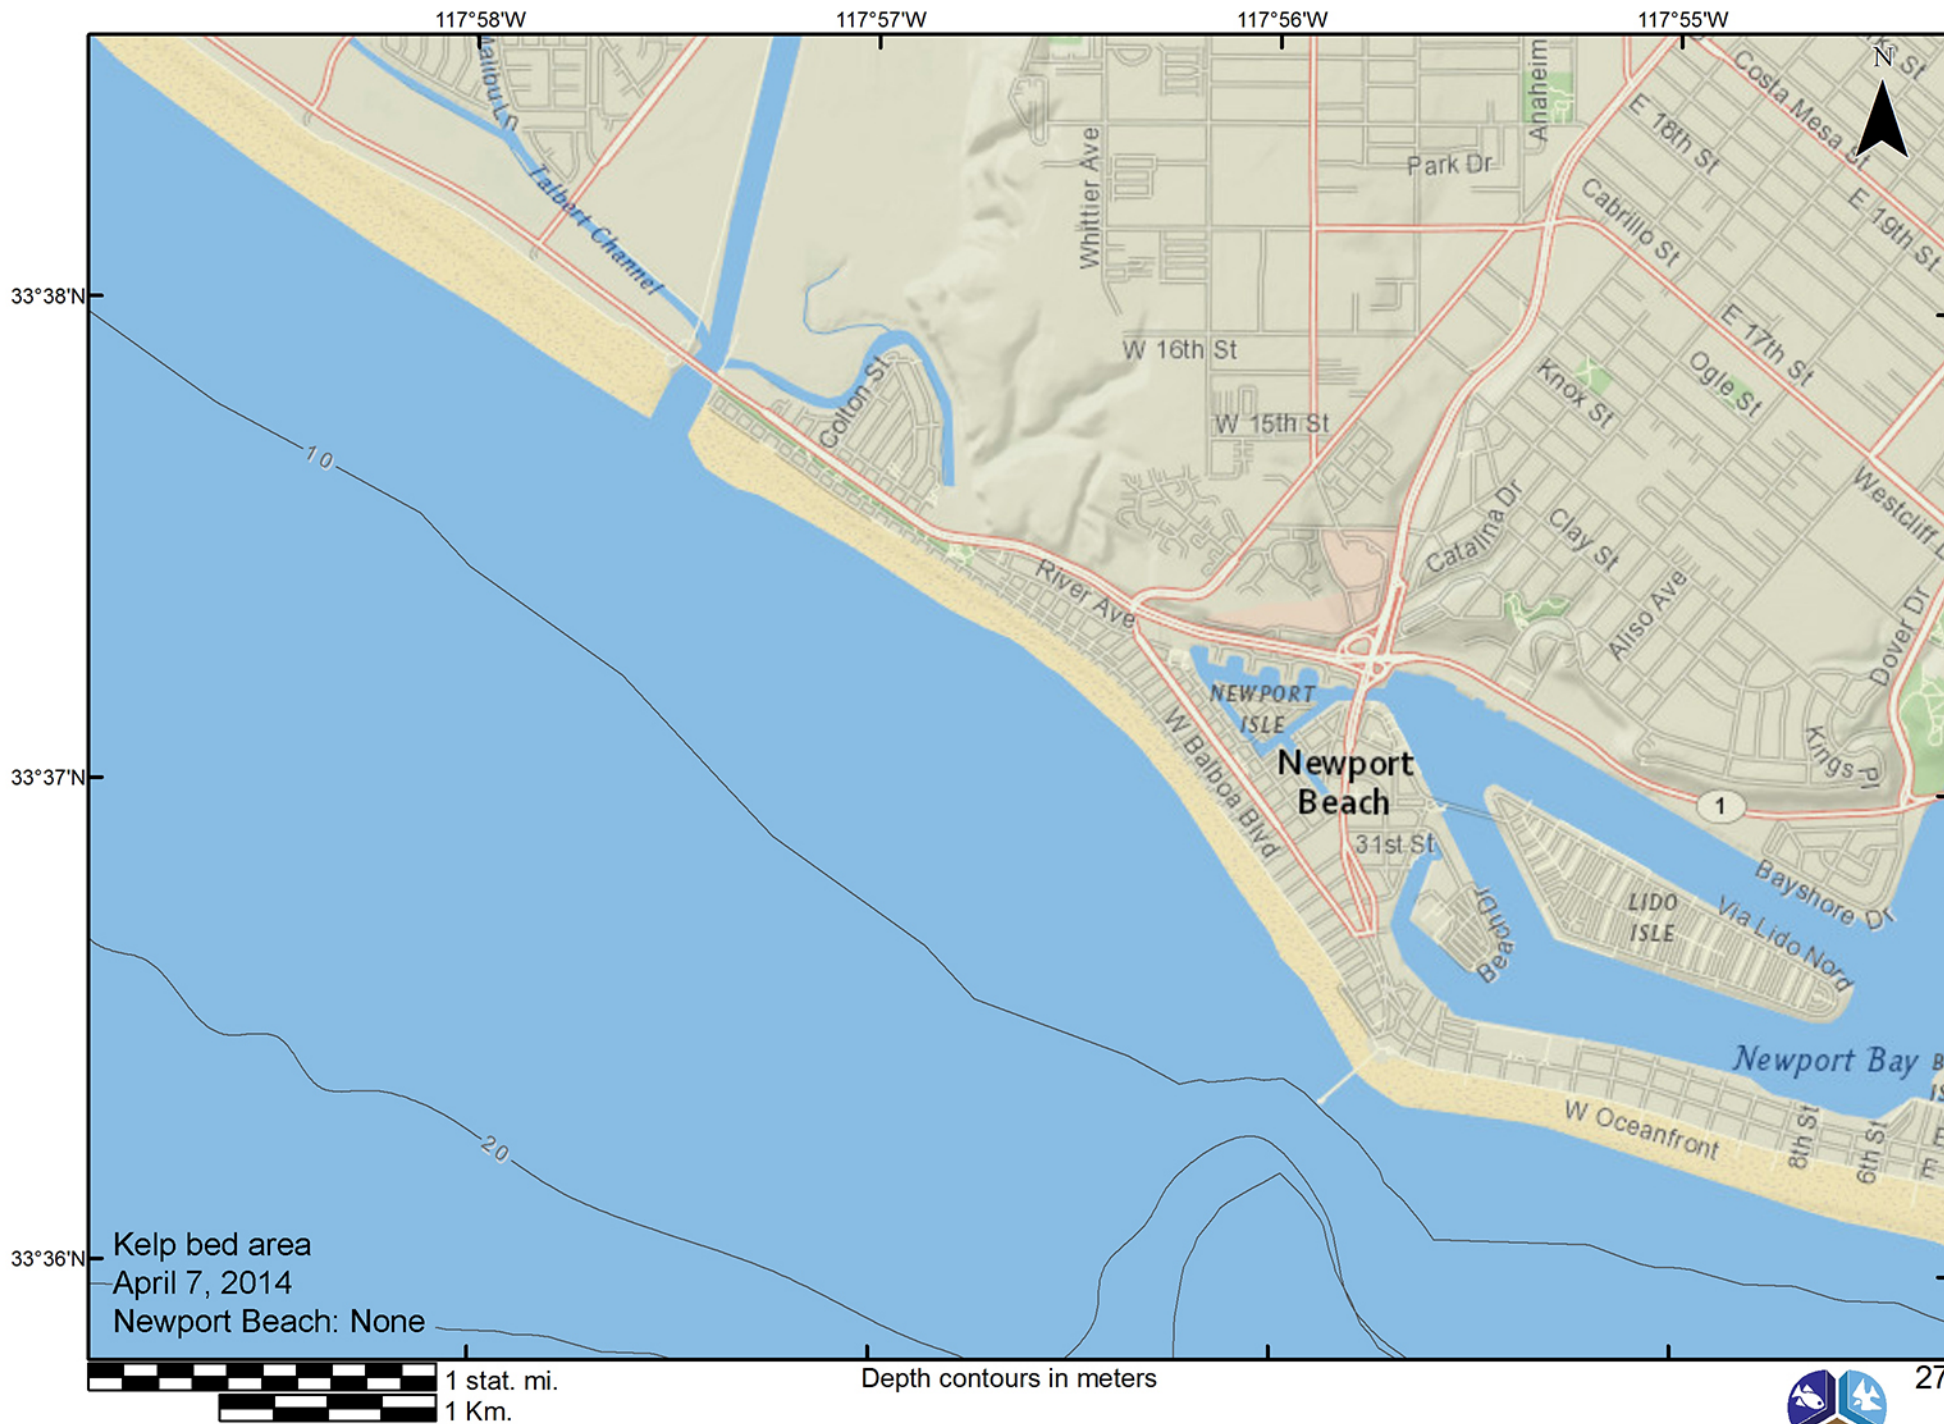 117°58'W
117°57'W
117°56'W
117°55'W
N
Malibu Ln
Talbert Channel
Whittier Ave
Anaheim
Park Dr
Costa Mesa St
E 18th St
E 19th St
Cabrillo St
33°38'N
W 16th St
E 17th St
Colton St
Knox St
Ogle St
W 15th St
10
Westcliff
Catalina Dr
Clay St
River Ave
Aliso Ave
Dover Dr
NEWPORT
ISLE
W Balboa Blvd
Newport
Beach
33°37'N
Kings Pl
1
31st St
Beach Dr
Bayshore Dr
LIDO
ISLE
Via Lido Nord
Newport Bay
W Oceanfront
8th St
6th St
20
33°36'N
Kelp bed area
April 7, 2014
Newport Beach: None
1 stat. mi.
1 Km.
Depth contours in meters
27